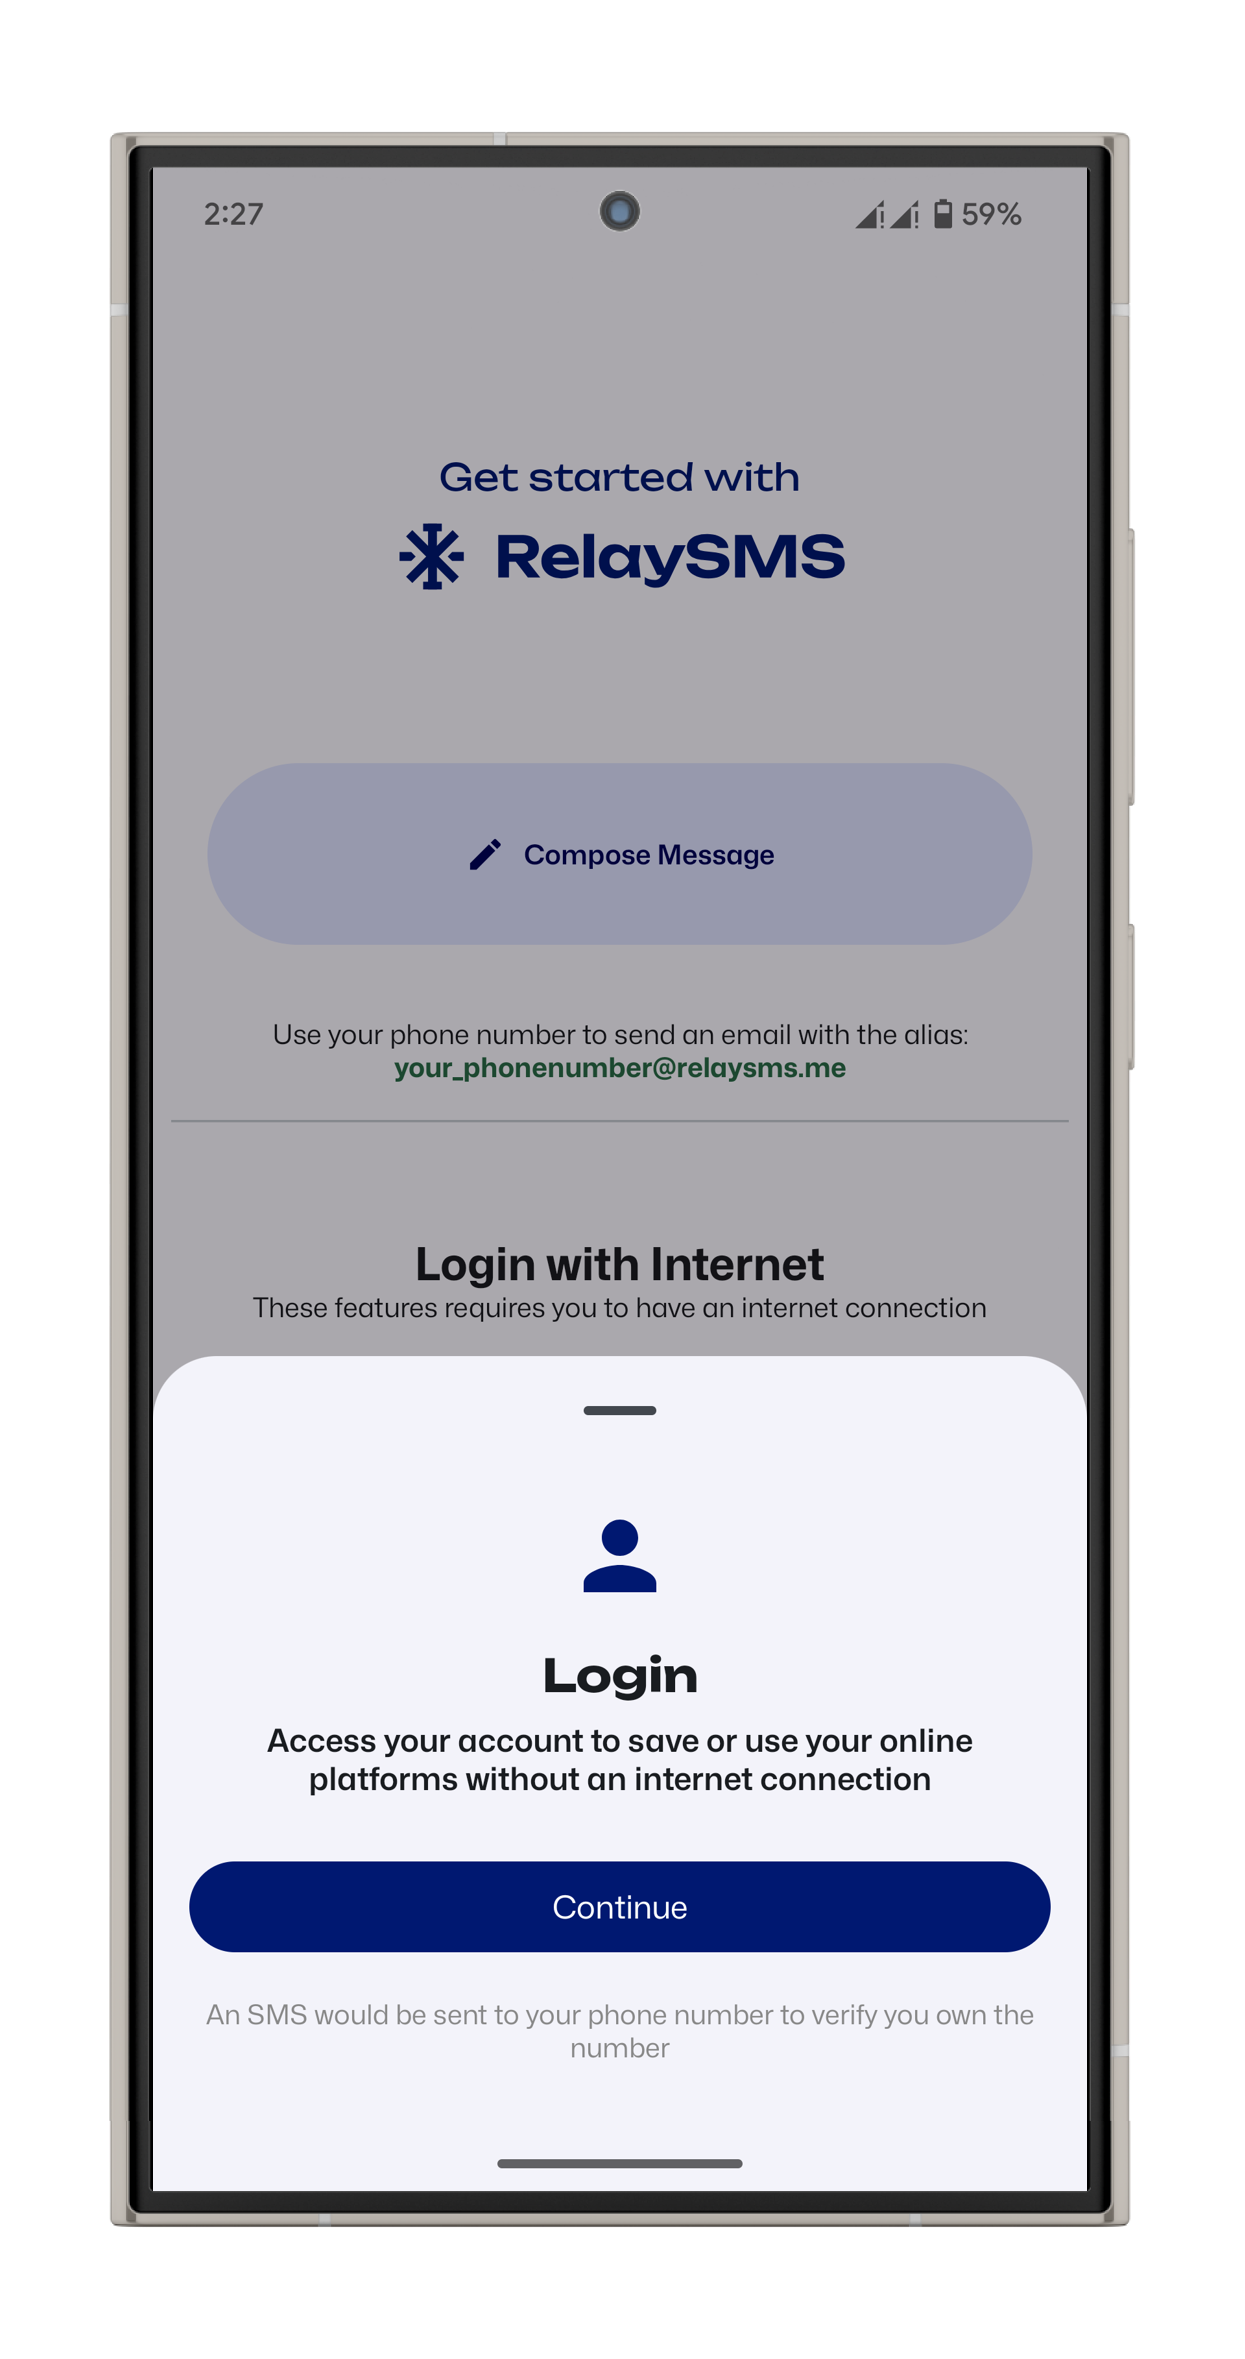 2:27
59%
Get started with
RelaySMS
Compose Message
Use your phone number to send an email with the alias:
your_phonenumber@relaysms.me
Login with Internet
These features requires you to have an internet connection
Login
Access your account to save or use your online
platforms without an internet connection
Continue
An SMS would be sent to your phone number to verify you own the
number